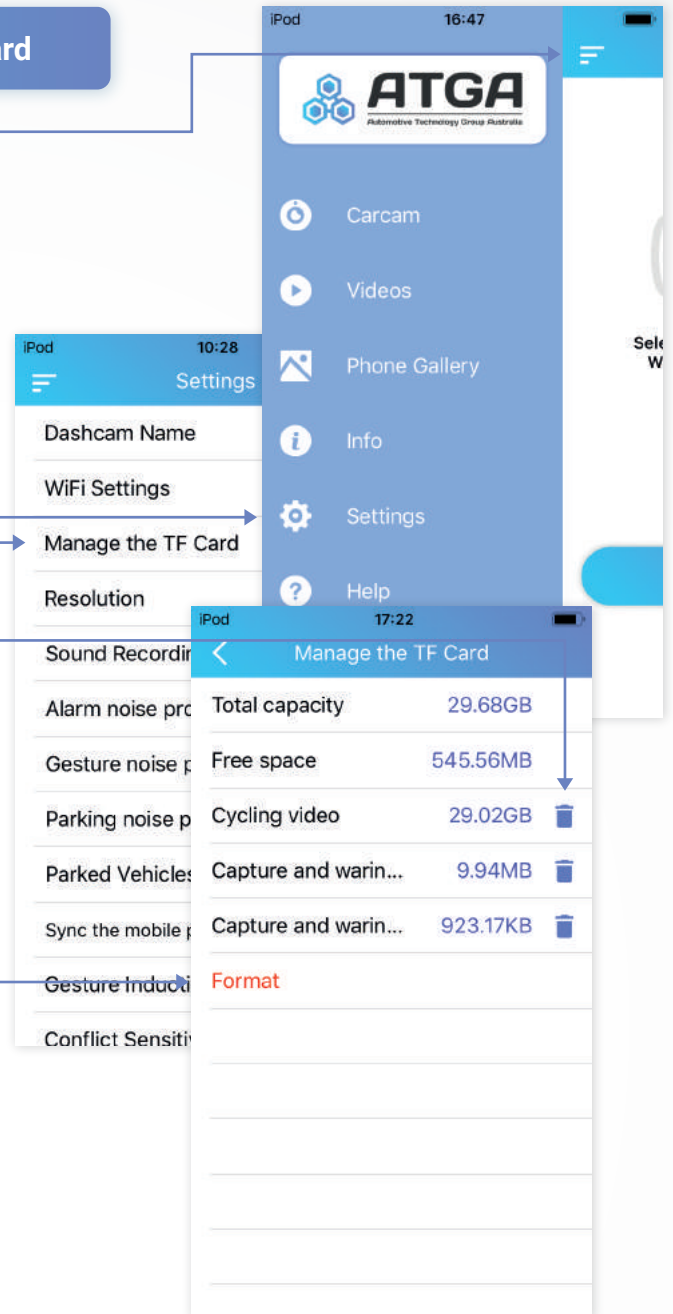 ard
iPod 16:47
ATGA
Automotive Technology Group Australia
Carcam
Videos
Phone Gallery
Info
Settings
Help
Sele
W
iPod 10:28
Settings
Dashcam Name
WiFi Settings
Manage the TF Card
Resolution
Sound Recordin
Alarm noise pro
Gesture noise p
Parking noise p
Parked Vehicles
Sync the mobile p
Gesture Inducti
Conflict Sensitiv
iPod 17:22
Manage the TF Card
Total capacity 29.68GB
Free space 545.56MB
Cycling video 29.02GB
Capture and warin... 9.94MB
Capture and warin... 923.17KB
Format